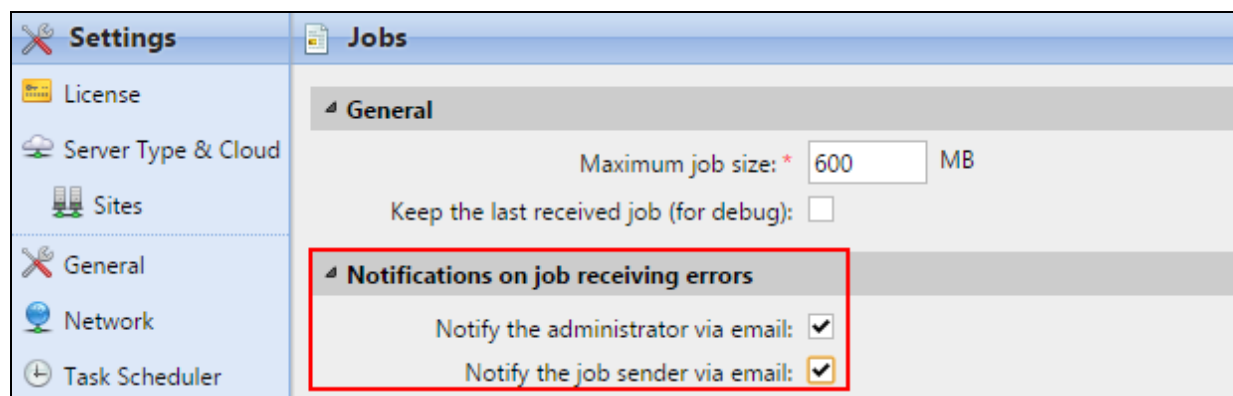 Settings
License
Server Type & Cloud
Sites
General
Network
Task Scheduler
Jobs
General
Maximum job size: * 600 MB
Keep the last received job (for debug):
Notifications on job receiving errors
Notify the administrator via email:
Notify the job sender via email: